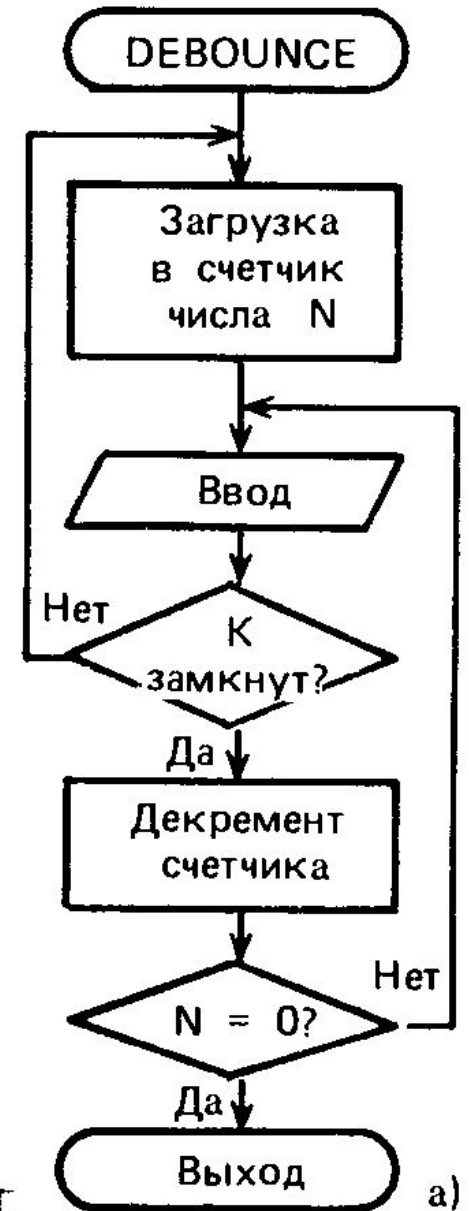 DEBOUNCE
Загрузка
в счетчик
числа N
Ввод
Нет
К
замкнут?
Да
Декремент
счетчика
Нет
N = 0?
Да
Выход
а)